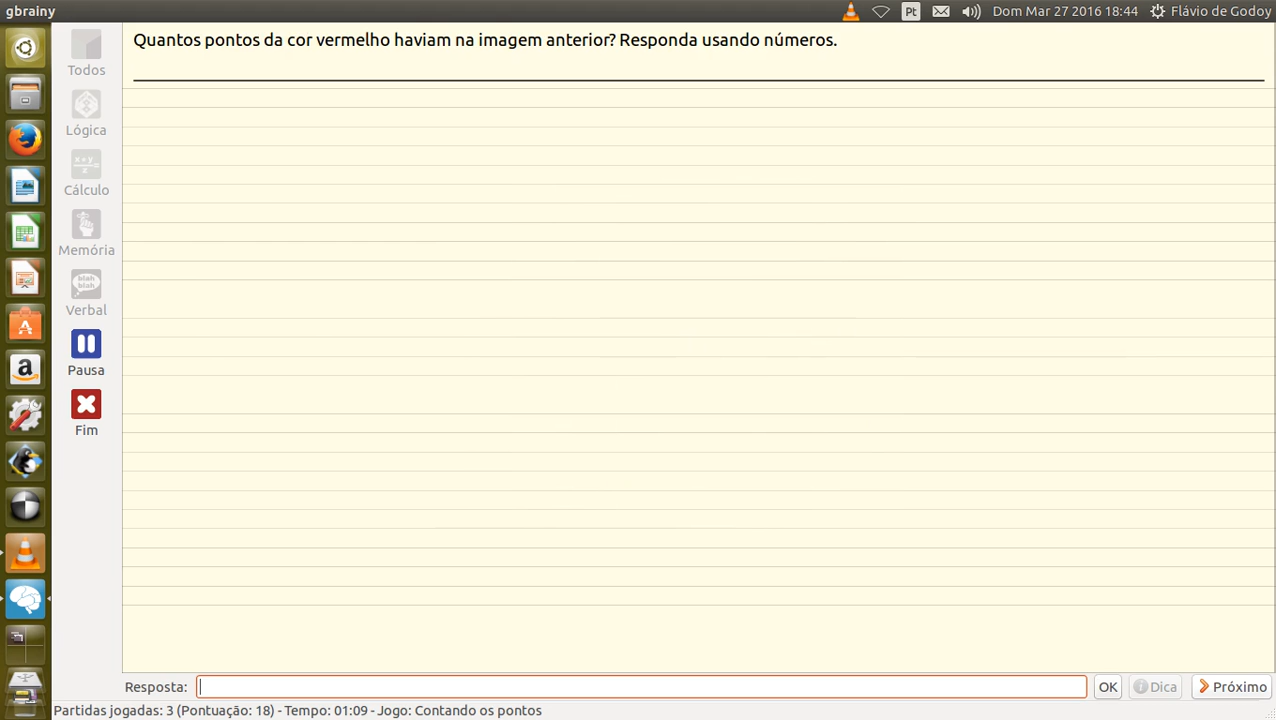 gbrainy
Pt
Dom Mar 27 2016 18:44
Flávio de Godoy
Quantos pontos da cor vermelho haviam na imagem anterior? Responda usando números.
Todos
Lógica
x+y
x
Cálculo
Memória
blah
blah
Verbal
Pausa
Fim
Resposta:
OK
Dica
Próximo
Partidas jogadas: 3 (Pontuação: 18) - Tempo: 01:09 - Jogo: Contando os pontos